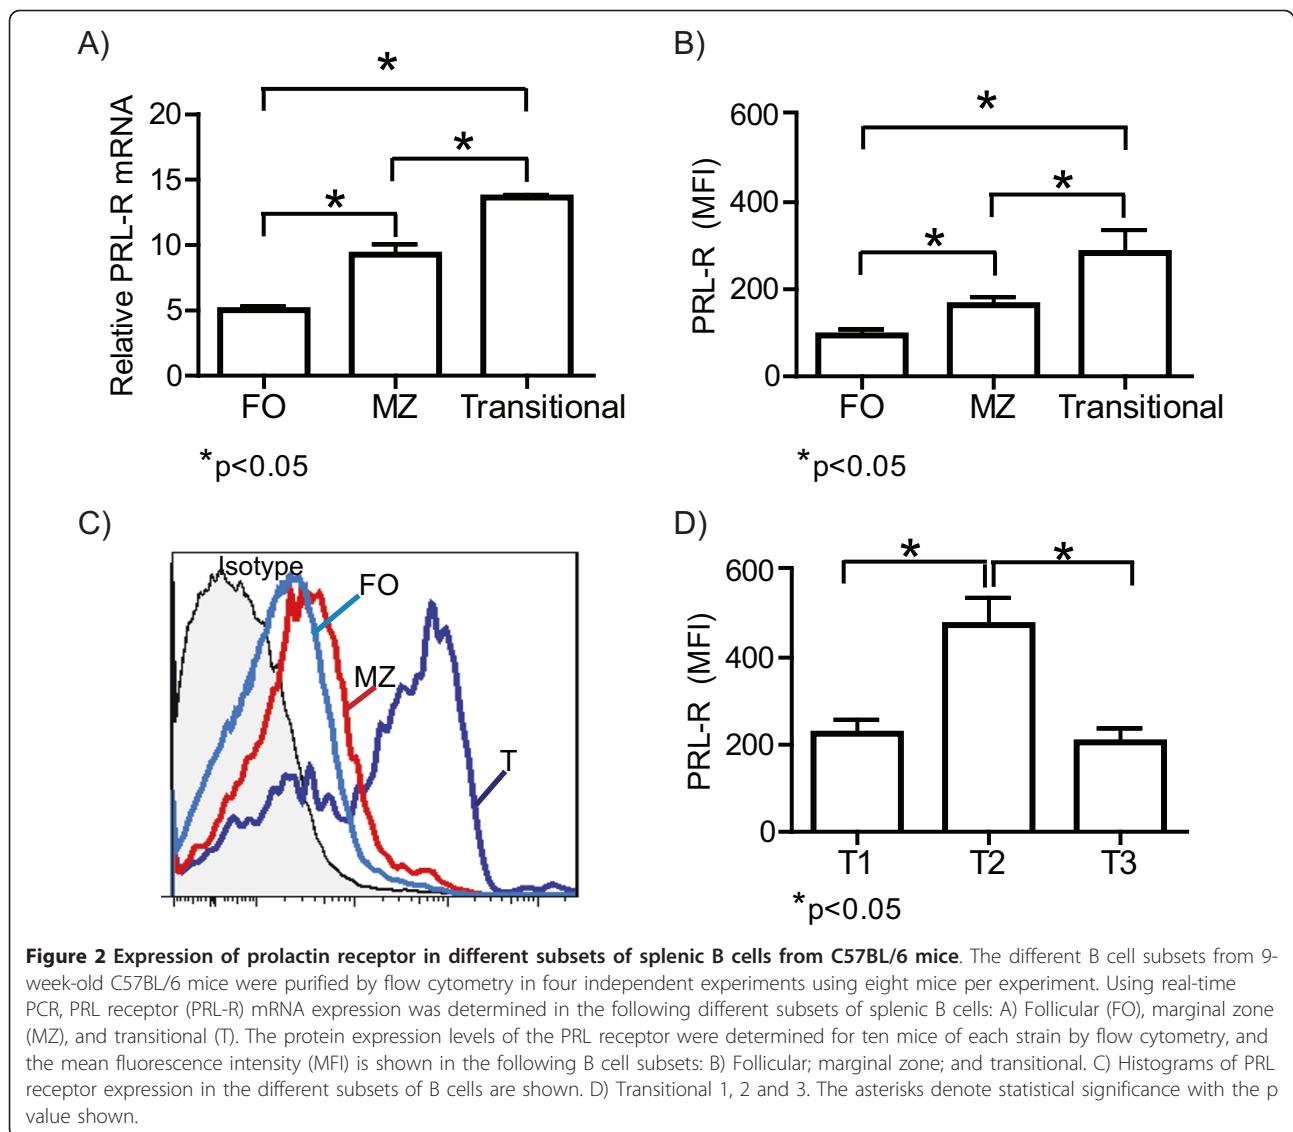 A)
*
Relative PRL-R mRNA
20
15
10
5
0
*
*
FO MZ Transitional
*p<0.05
B)
*
PRL-R (MFI)
600
400
200
0
*
*
FO MZ Transitional
*p<0.05
C)
Isotype
FO
MZ
T
D)
PRL-R (MFI)
600
400
200
0
*
*
T1 T2 T3
*p<0.05
Figure 2 Expression of prolactin receptor in different subsets of splenic B cells from C57BL/6 mice. The different B cell subsets from 9-
week-old C57BL/6 mice were purified by flow cytometry in four independent experiments using eight mice per experiment. Using real-time
PCR, PRL receptor (PRL-R) mRNA expression was determined in the following different subsets of splenic B cells: A) Follicular (FO), marginal zone
(MZ), and transitional (T). The protein expression levels of the PRL receptor were determined for ten mice of each strain by flow cytometry, and
the mean fluorescence intensity (MFI) is shown in the following B cell subsets: B) Follicular; marginal zone; and transitional. C) Histograms of PRL
receptor expression in the different subsets of B cells are shown. D) Transitional 1, 2 and 3. The asterisks denote statistical significance with the p
value shown.